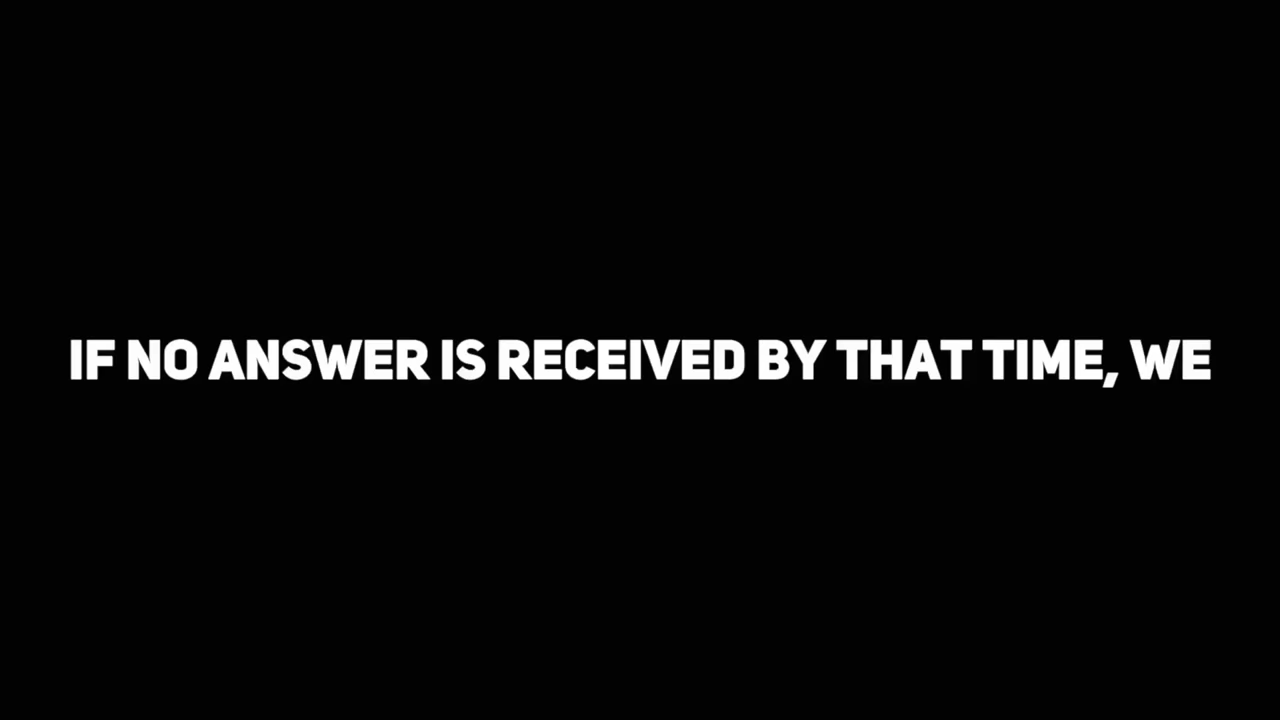 IF NO ANSWER IS RECEIVED BY THAT TIME, WE